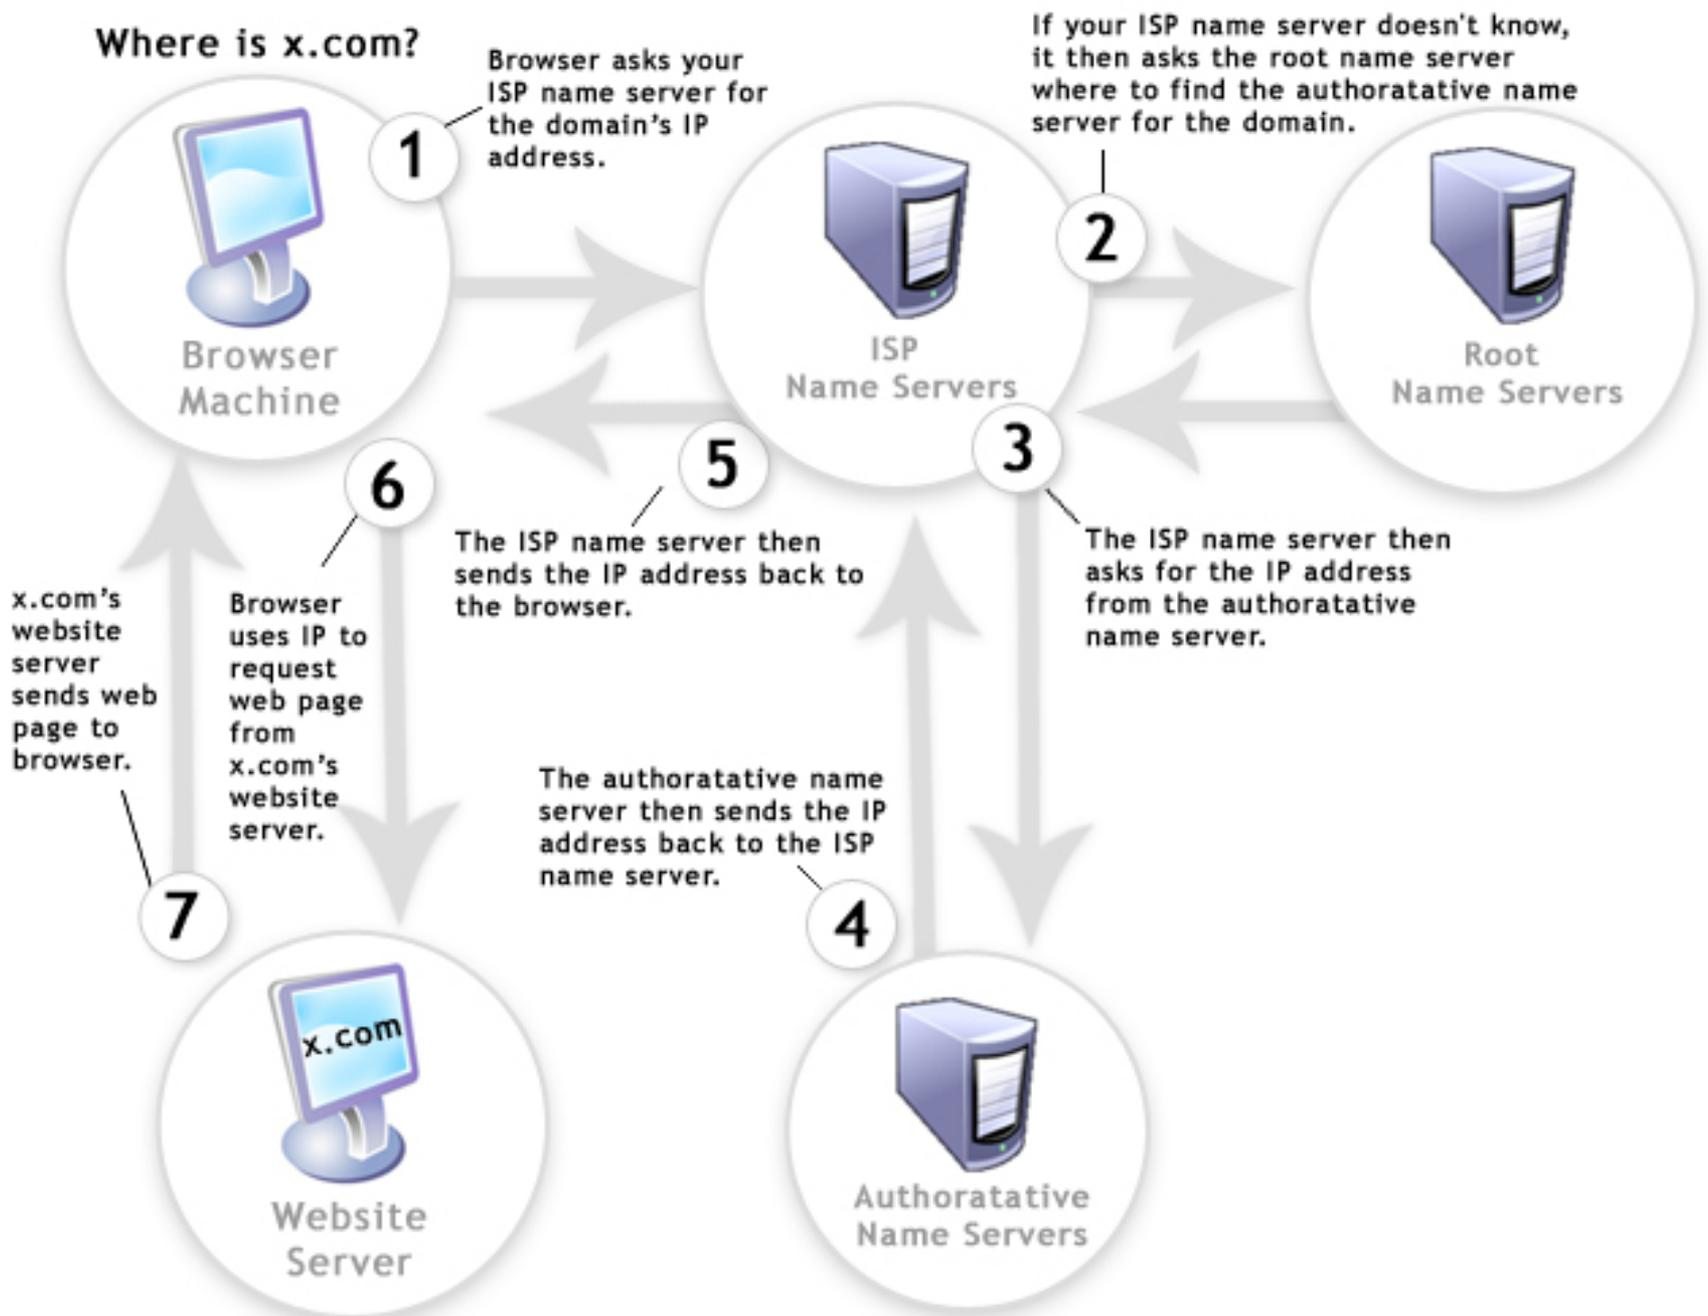 Where is x.com?
1
Browser asks your
ISP name server for
the domain's IP
address.
If your ISP name server doesn't know,
it then asks the root name server
where to find the authoratative name
server for the domain.
2
Browser
Machine
ISP
Name Servers
Root
Name Servers
3
The ISP name server then
asks for the IP address
from the authoratative
name server.
4
The authoratative name
server then sends the IP
address back to the ISP
name server.
5
The ISP name server then
sends the IP address back to
the browser.
6
Browser
uses IP to
request
web page
from
x.com's
website
server.
7
x.com's
website
server
sends web
page to
browser.
x.com
Website
Server
Authoratative
Name Servers